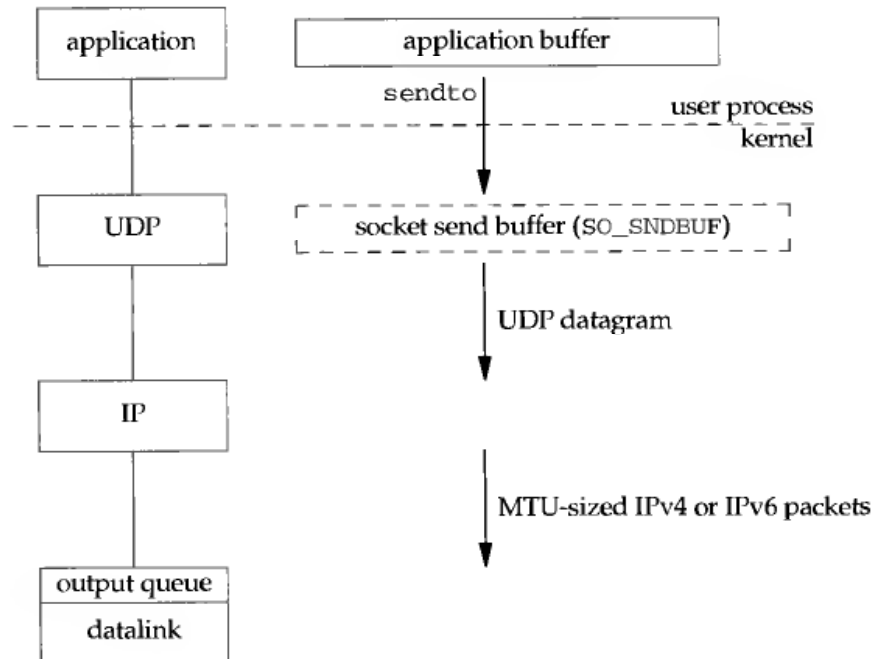 application
application buffer
sendto
user process
kernel
UDP
socket send buffer (SO_SNDBUF)
UDP datagram
IP
MTU-sized IPv4 or IPv6 packets
output queue
datalink